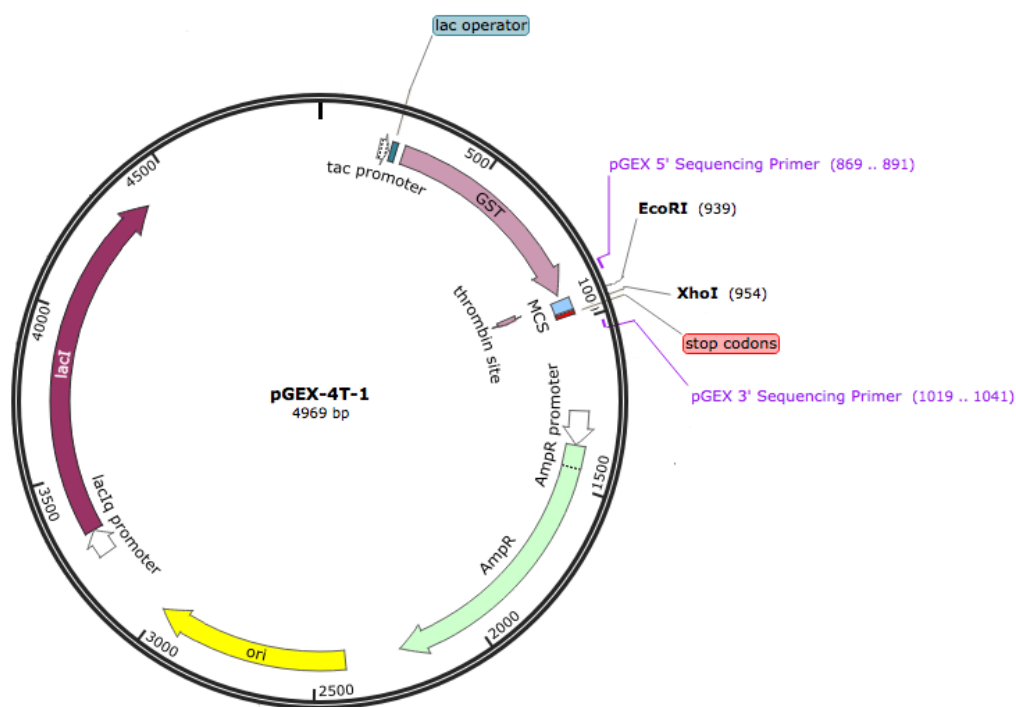 lac operator
tac promoter
GST
500
pGEX 5' Sequencing Primer (869 .. 891)
EcoRI (939)
XhoI (954)
100
stop codons
pGEX 3' Sequencing Primer (1019 .. 1041)
MCS
thrombin site
pGEX-4T-1
4969 bp
AmpR promoter
1500
AmpR
2000
2500
ori
3000
lacIq promoter
3500
lacI
4000
4500